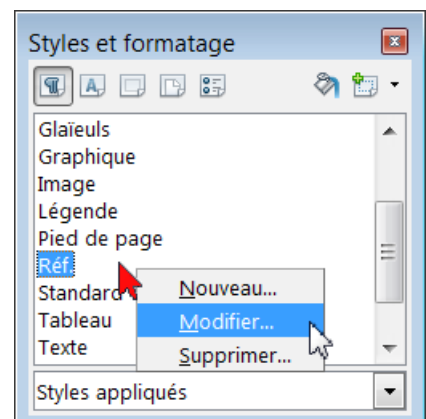 Styles et formatage
Glaïeuls
Graphique
Image
Légende
Pied de page
Réf.
Standard
Tableau
Texte
Nouveau...
Modifier...
Supprimer...
Styles appliqués